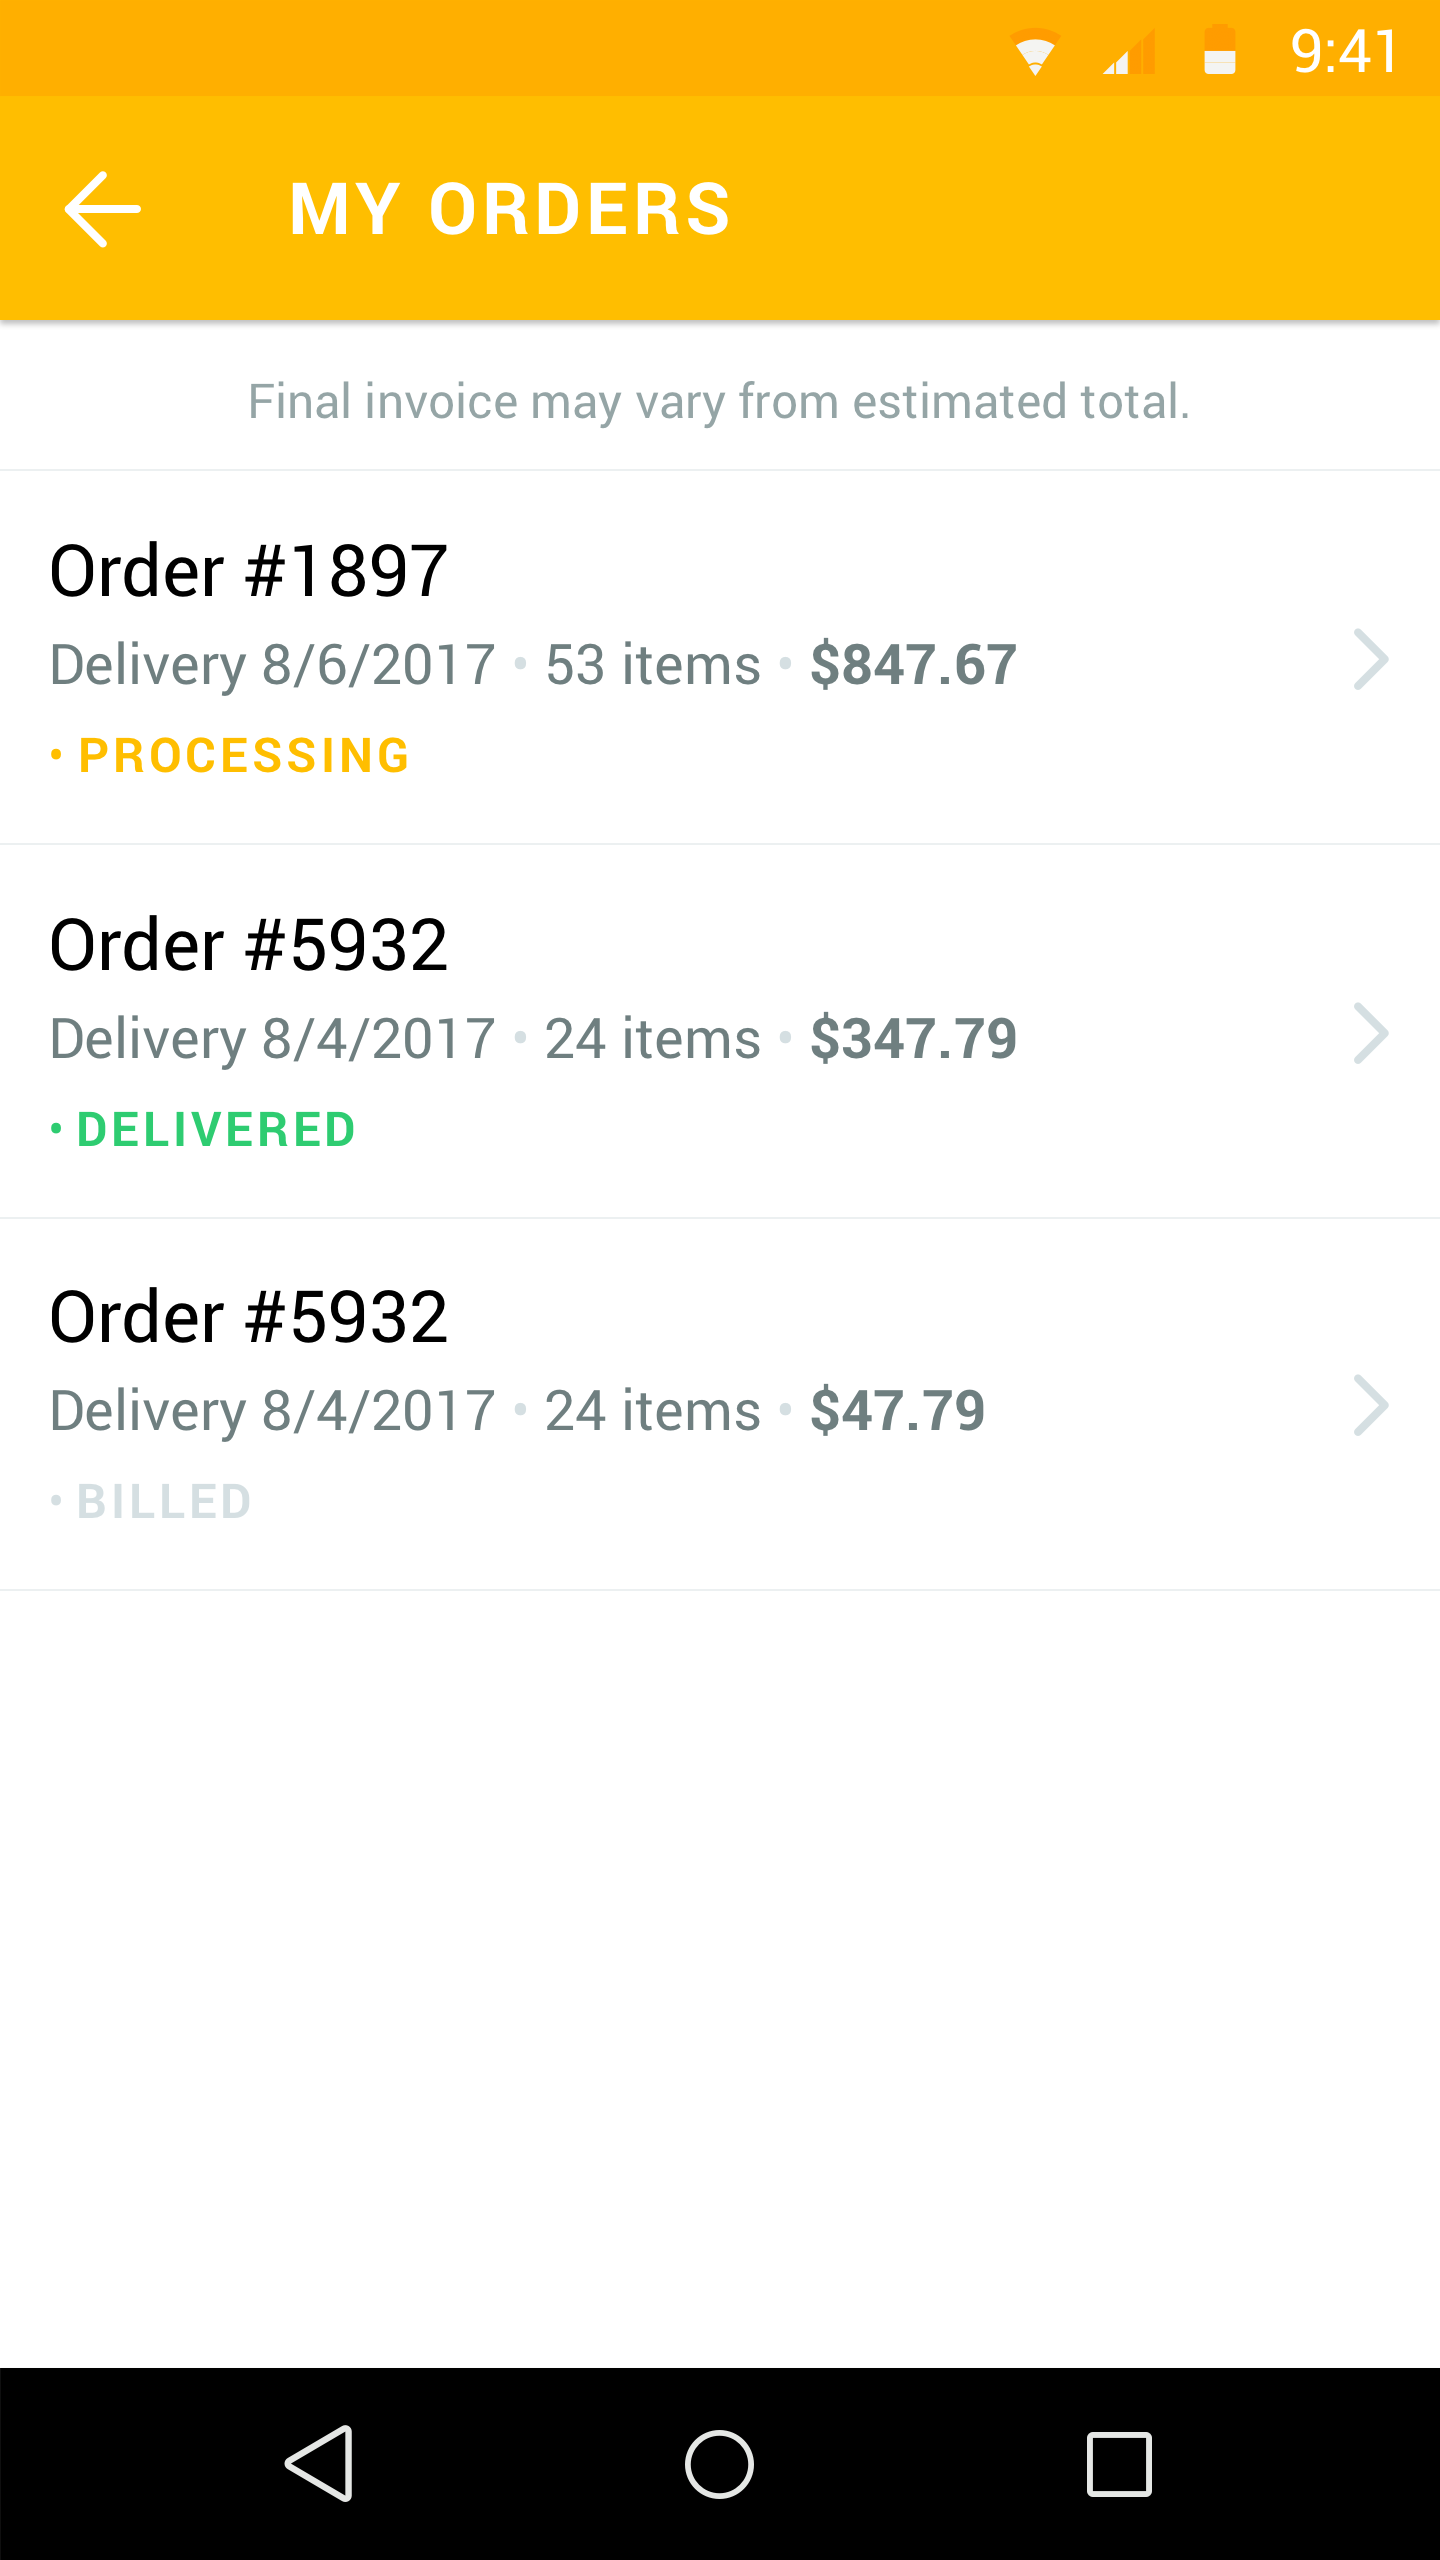 9:41
MY ORDERS
Final invoice may vary from estimated total.
Order #1897
Delivery 8/6/2017 • 53 items • $847.67
• PROCESSING
Order #5932
Delivery 8/4/2017 • 24 items • $347.79
• DELIVERED
Order #5932
Delivery 8/4/2017 • 24 items • $47.79
• BILLED